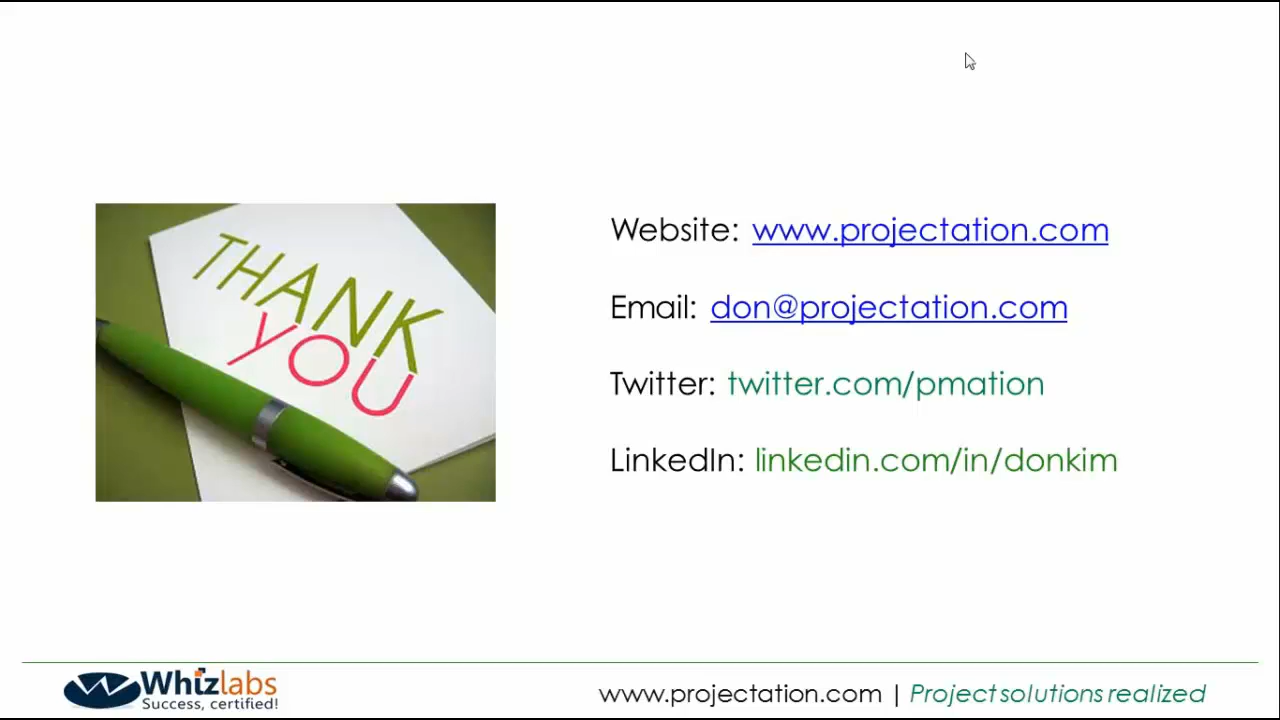 THANK
YOU
Website: www.projectation.com
Email: don@projectation.com
Twitter: twitter.com/pmation
LinkedIn: linkedin.com/in/donkim
Whizlabs
Success, certified!
www.projectation.com | Project solutions realized